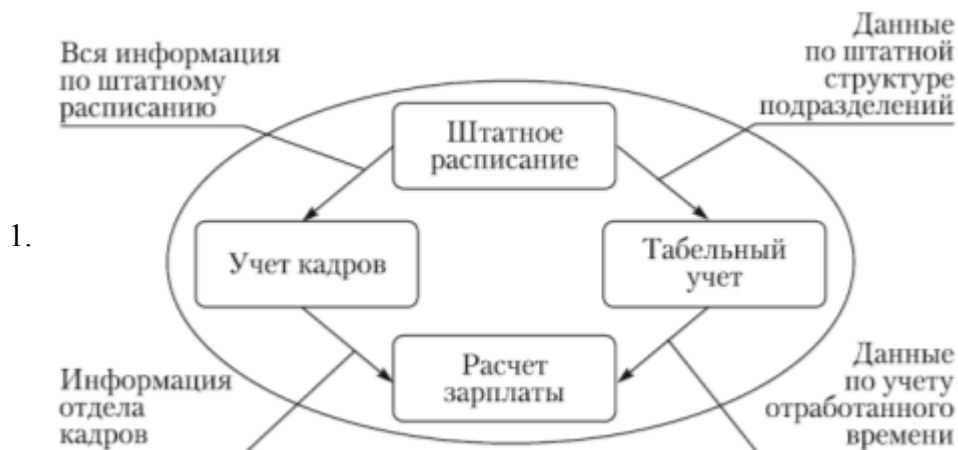 Вся информация
по штатному
расписанию
Данные
по штатной
структуре
подразделений
Штатное
расписание
1.
Учет кадров
Табельный
учет
Расчет
зарплаты
Информация
отдела
кадров
Данные
по учету
отработанного
времени